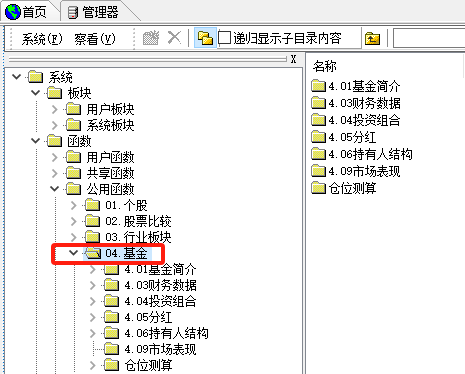 首页 管理器
系统(F) 察看(V) 递归显示子目录内容
X
系统
板块
用户板块
系统板块
函数
用户函数
共享函数
公用函数
01.个股
02.股票比较
03.行业板块
04.基金
4.01基金简介
4.03财务数据
4.04投资组合
4.05分红
4.06持有人结构
4.09市场表现
仓位测算
名称
4.01基金简介
4.03财务数据
4.04投资组合
4.05分红
4.06持有人结构
4.09市场表现
仓位测算